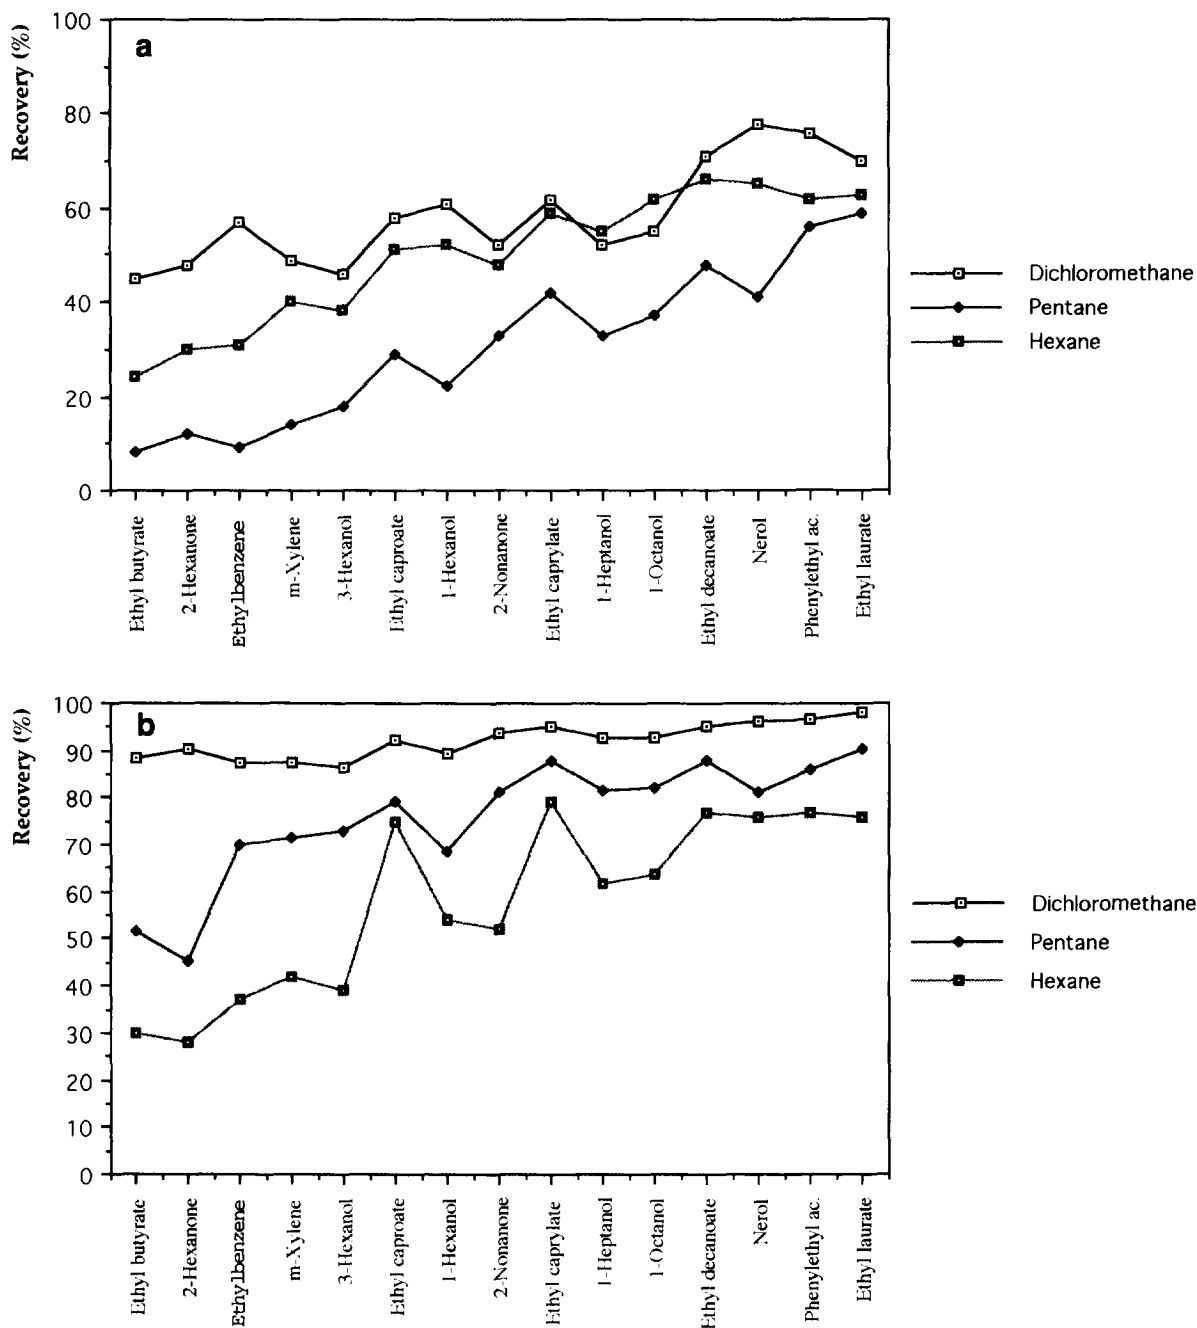 a
Recovery (%)
100
80
60
40
20
0
Ethyl butyrate
2-Hexanone
Ethylbenzene
m-Xylene
3-Hexanol
Ethyl caproate
1-Hexanol
2-Nonanone
Ethyl caprylate
1-Heptanol
1-Octanol
Ethyl decanoate
Nerol
Phenylethyl ac.
Ethyl laurate
Dichloromethane
Pentane
Hexane
b
Recovery (%)
100
90
80
70
60
50
40
30
20
10
0
Ethyl butyrate
2-Hexanone
Ethylbenzene
m-Xylene
3-Hexanol
Ethyl caproate
1-Hexanol
2-Nonanone
Ethyl caprylate
1-Heptanol
1-Octanol
Ethyl decanoate
Nerol
Phenylethyl ac.
Ethyl laurate
Dichloromethane
Pentane
Hexane